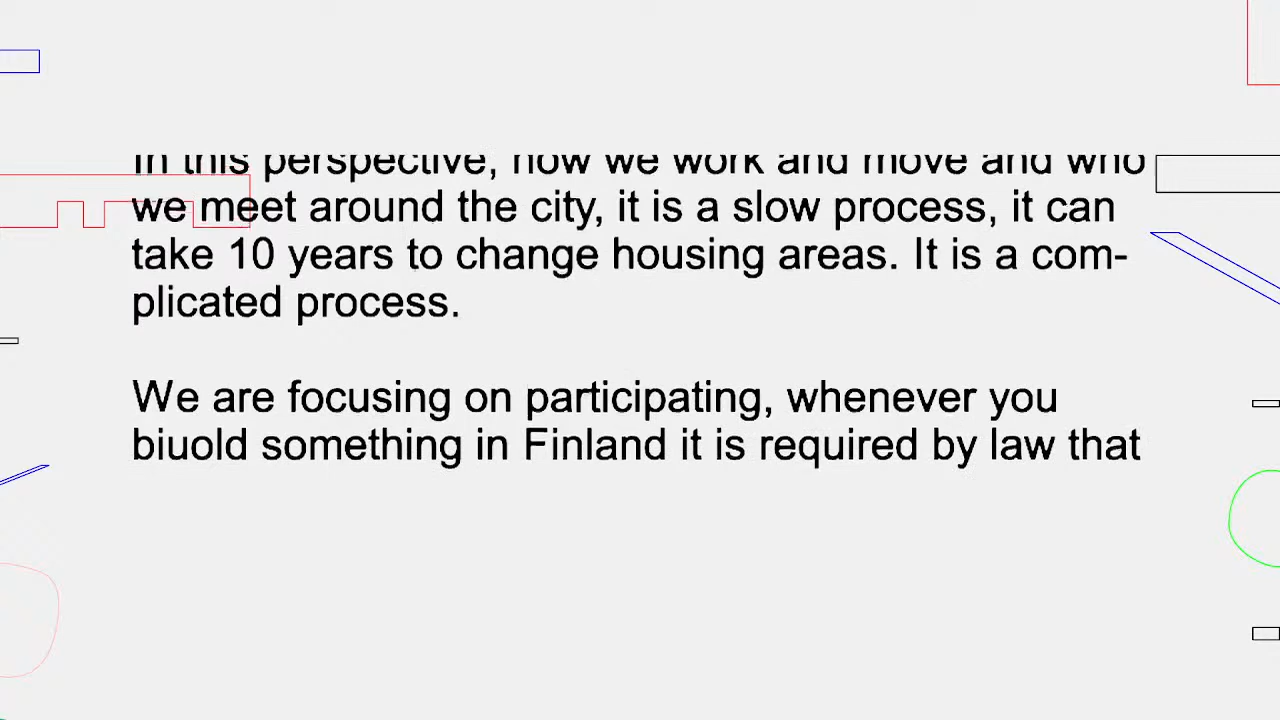 In this perspective, how we work and move and who
we meet around the city, it is a slow process, it can
take 10 years to change housing areas. It is a com-
plicated process.
We are focusing on participating, whenever you
biuold something in Finland it is required by law that